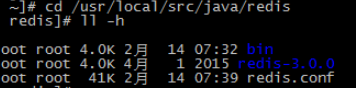 ~]# cd /usr/local/src/java/redis
redis]# ll -h
oot root 4.0K 2月 14 07:32 bin
oot root 4.0K 4月 1 2015 redis-3.0.0
oot root 41K 2月 14 07:39 redis.conf